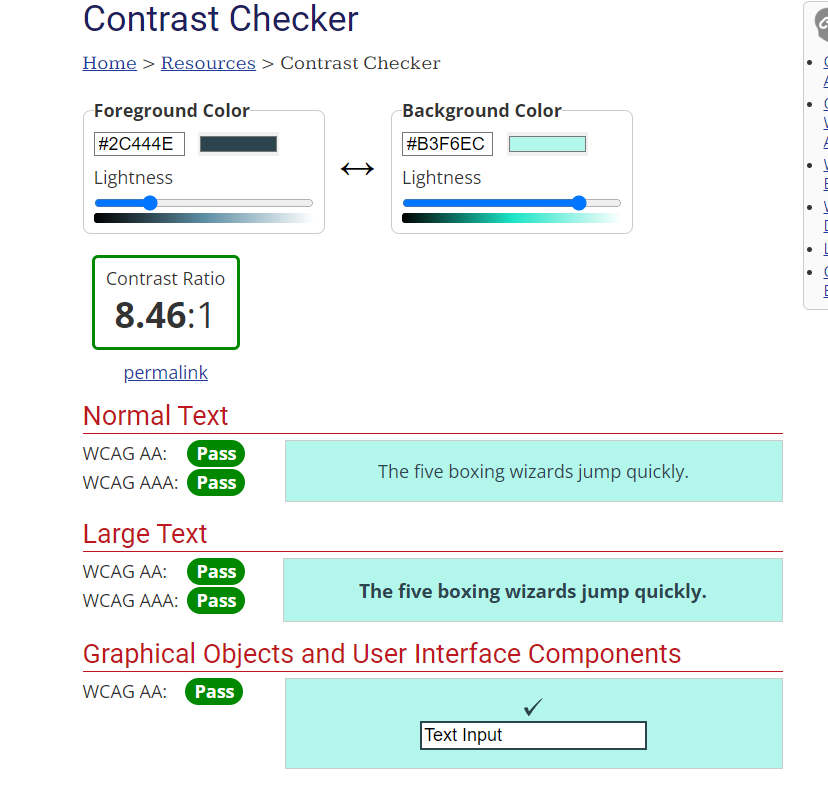 Contrast Checker
Home > Resources > Contrast Checker
Foreground Color
#2C444E
Lightness
Background Color
#B3F6EC
Lightness
Contrast Ratio
8.46:1
permalink
Normal Text
WCAG AA: Pass
WCAG AAA: Pass
The five boxing wizards jump quickly.
Large Text
WCAG AA: Pass
WCAG AAA: Pass
The five boxing wizards jump quickly.
Graphical Objects and User Interface Components
WCAG AA: Pass
Text Input